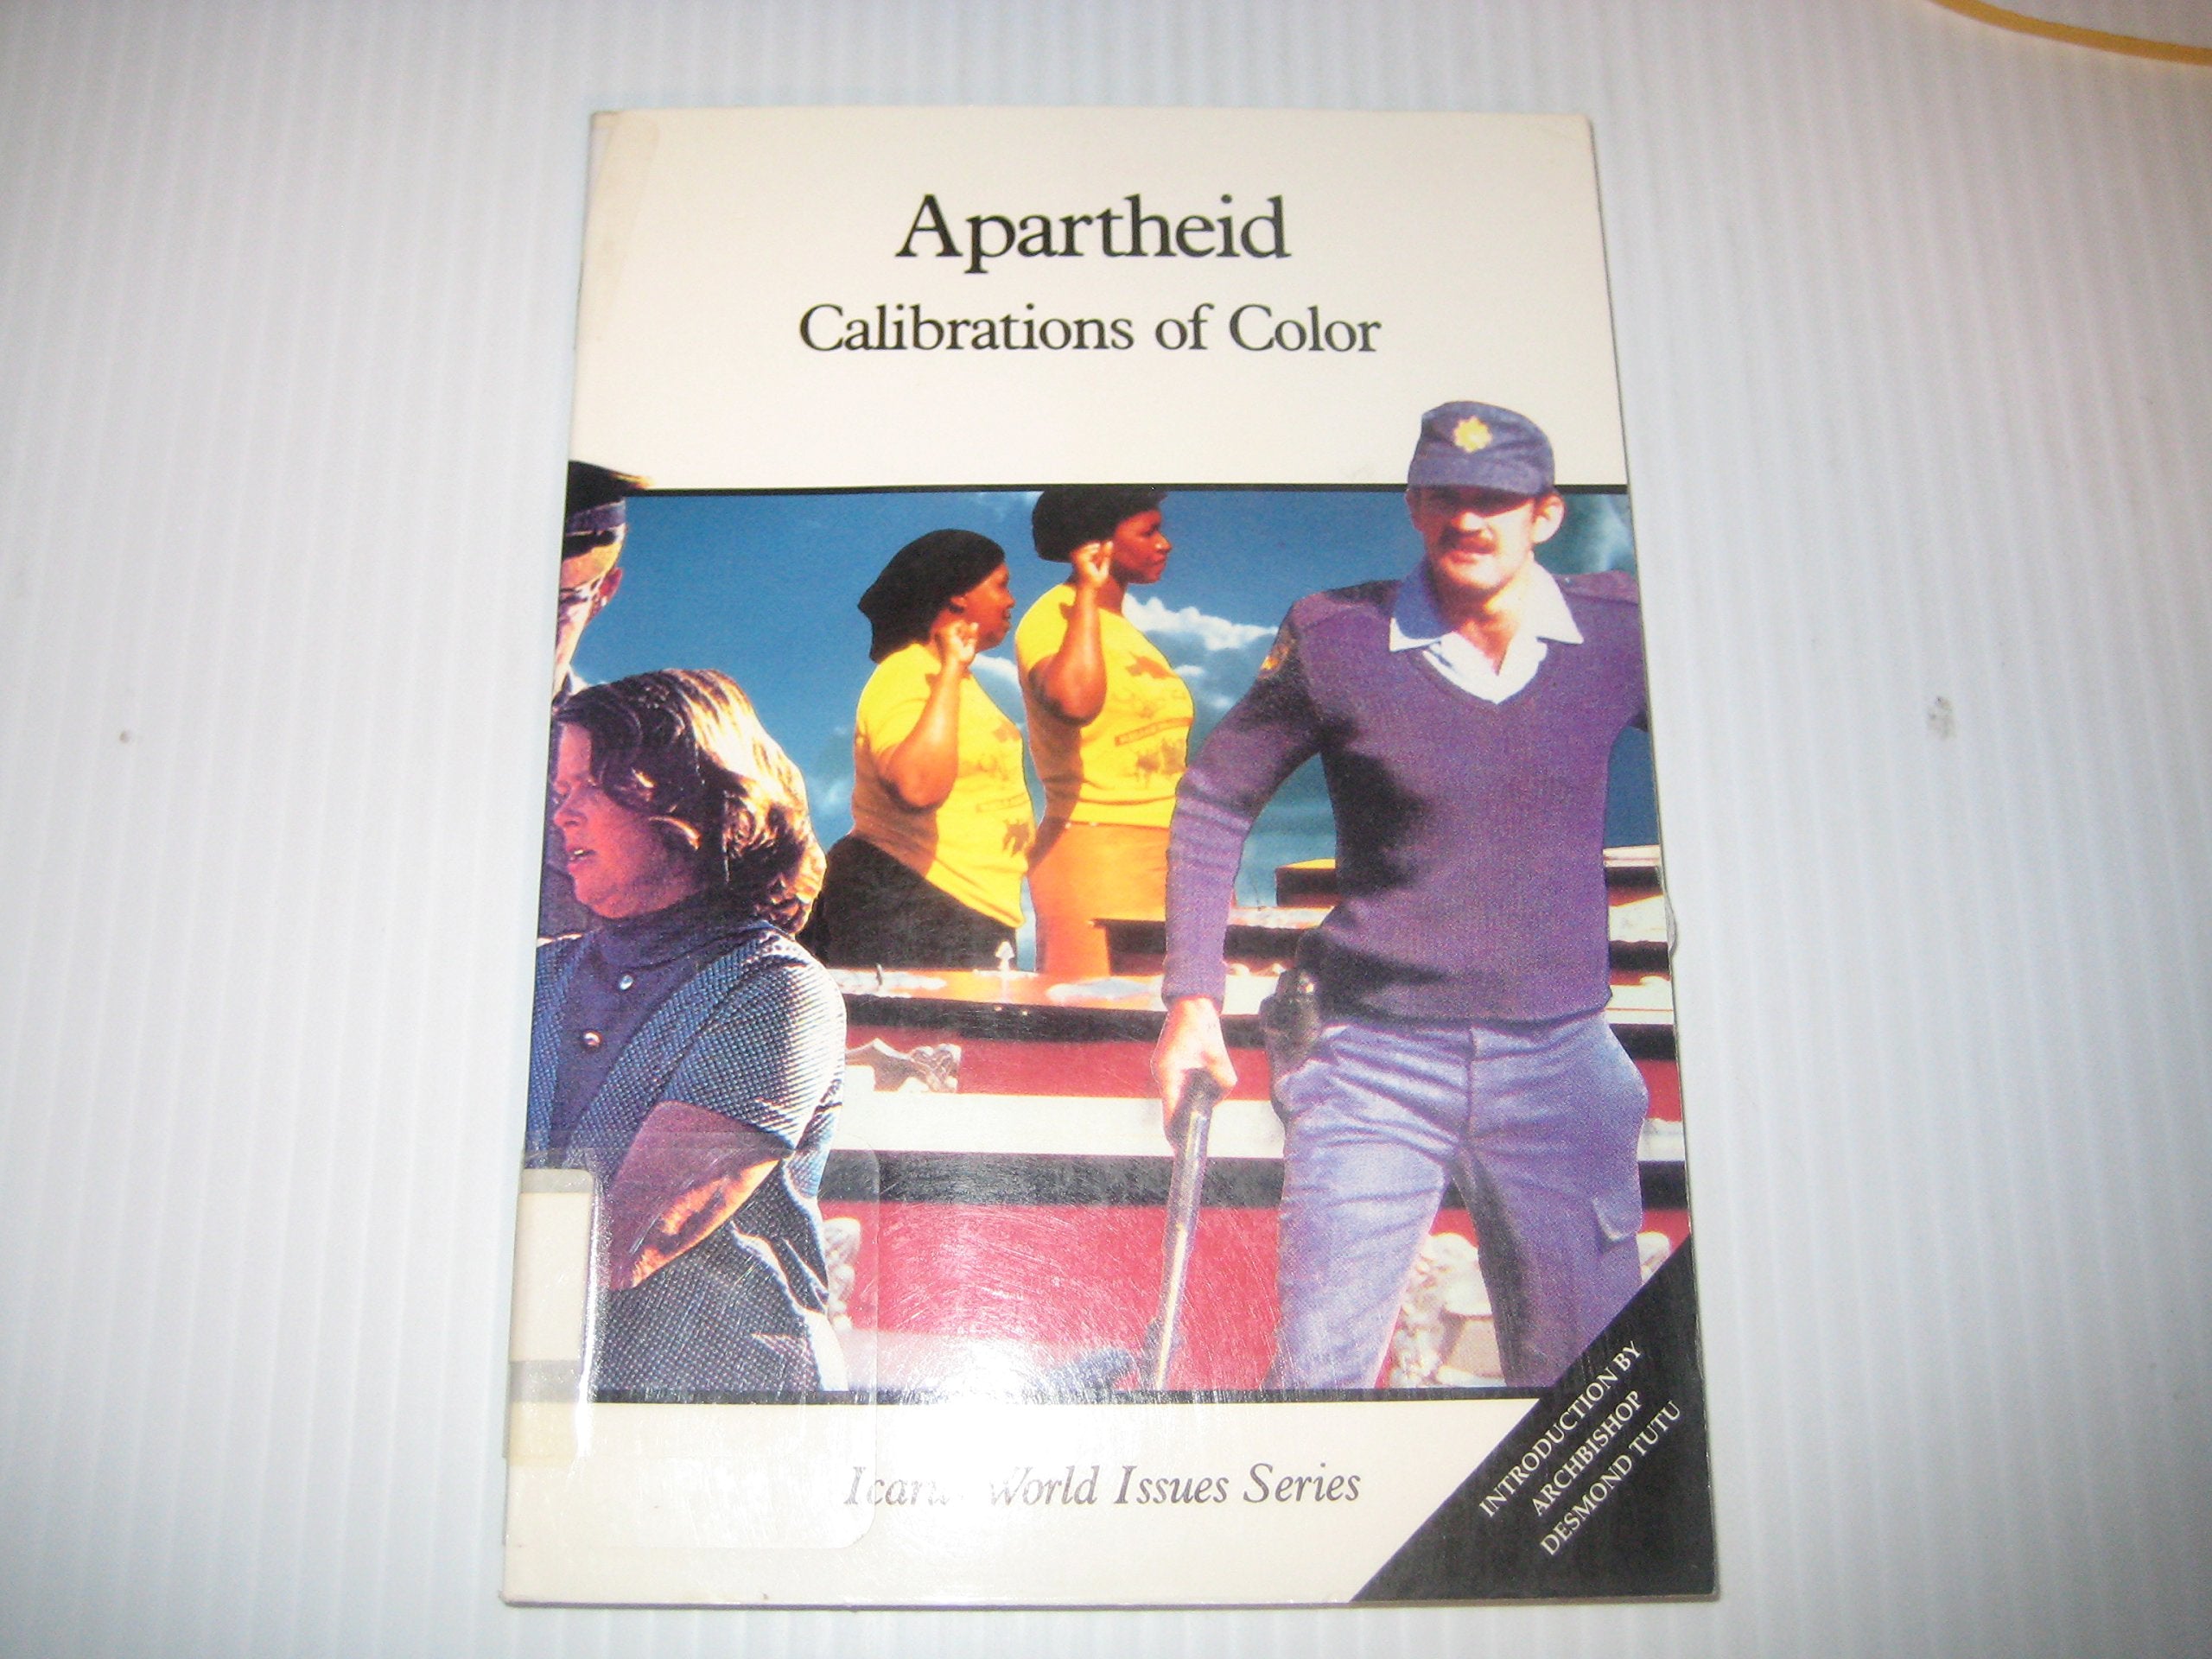 Apartheid
Calibrations of Color
World Issues Series
INTRODUCTION BY
ARCHBISHOP
DESMOND TUTU